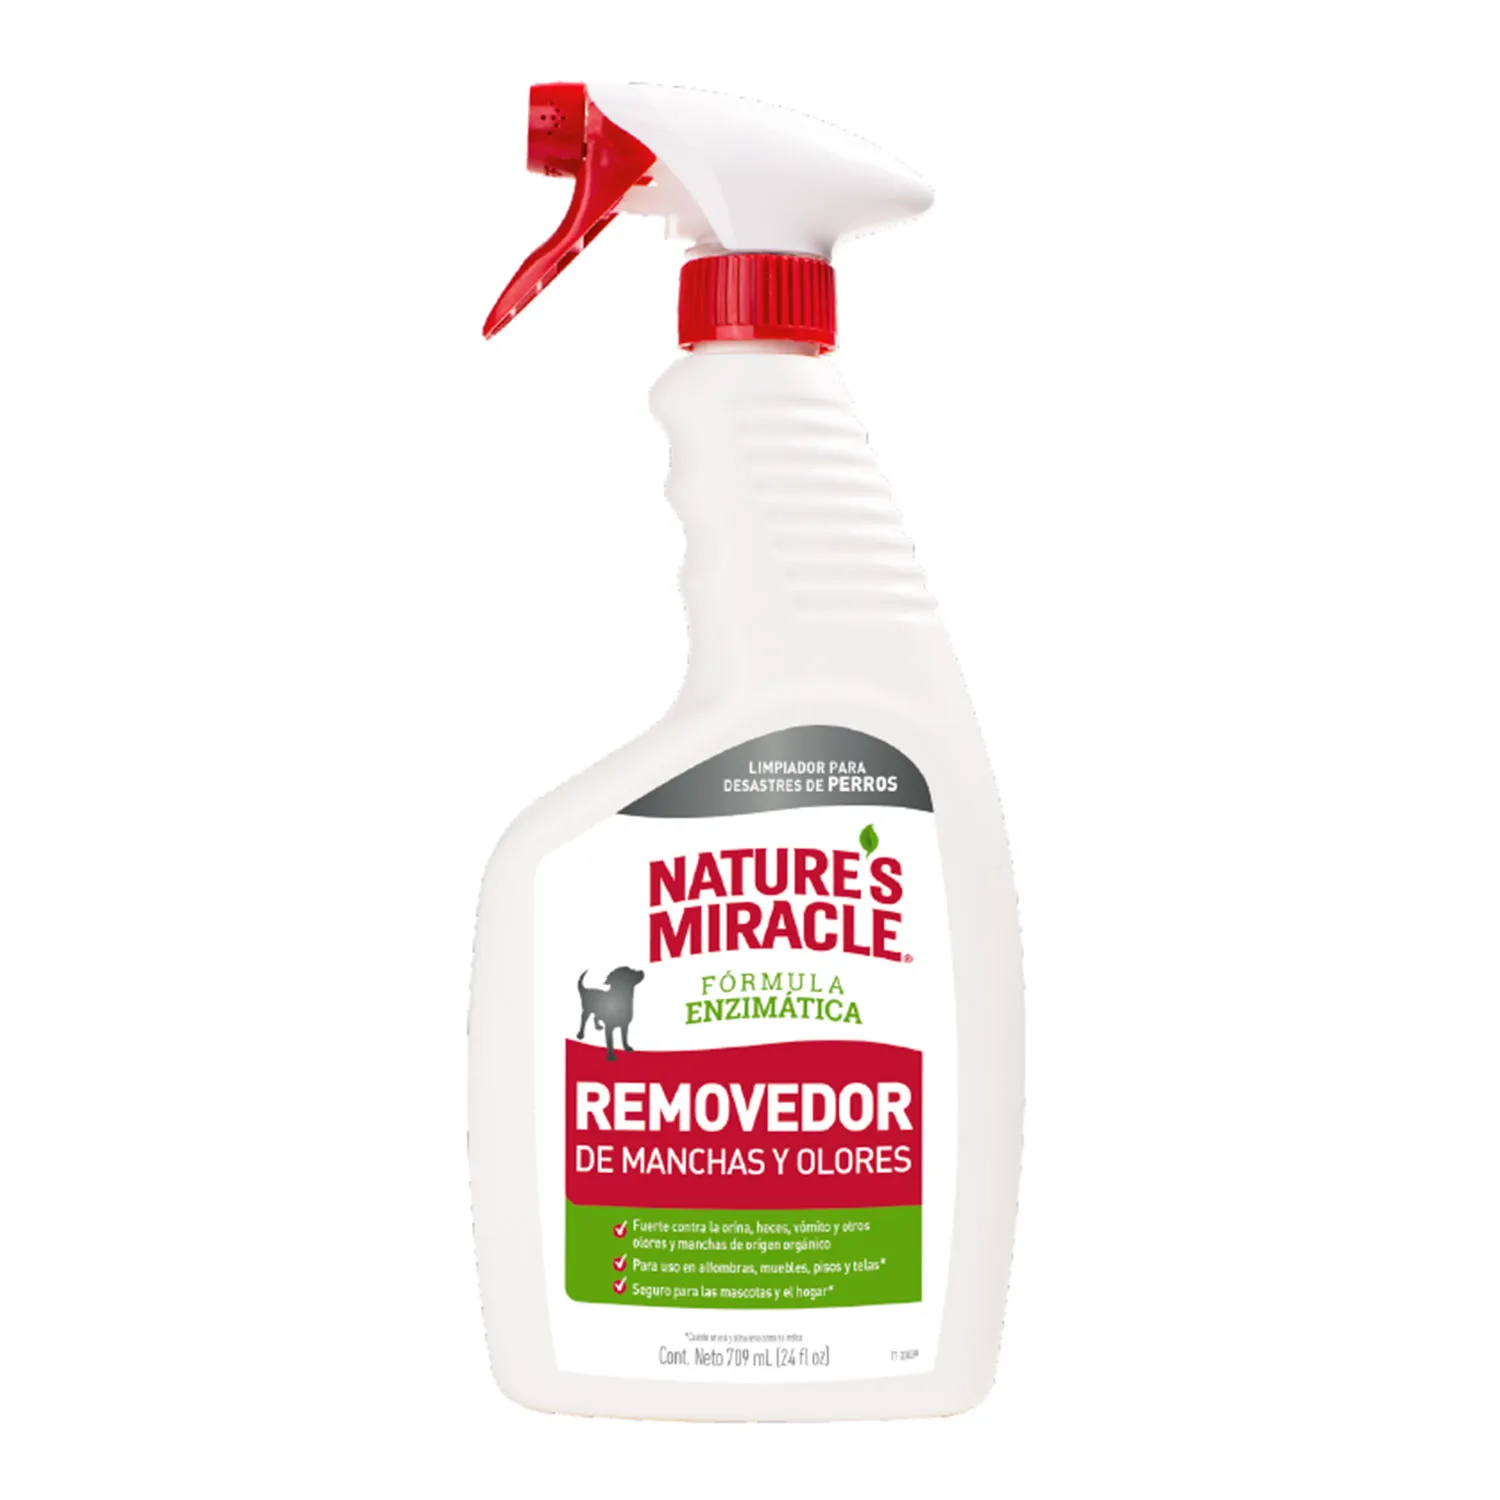 LIMPIADOR PARA
DESASTRES DE PERROS
NATURE'S
MIRACLE®
FÓRMULA
ENZIMÁTICA
REMOVEDOR
DE MANCHAS Y OLORES
Fuerte contra la orina, heces, vómito y otros
olores y manchas de origen orgánico
Para uso en alfombras, muebles, pisos y telas*
Seguro para las mascotas y el hogar*
Cont. Neto 709 mL (24 fl oz)